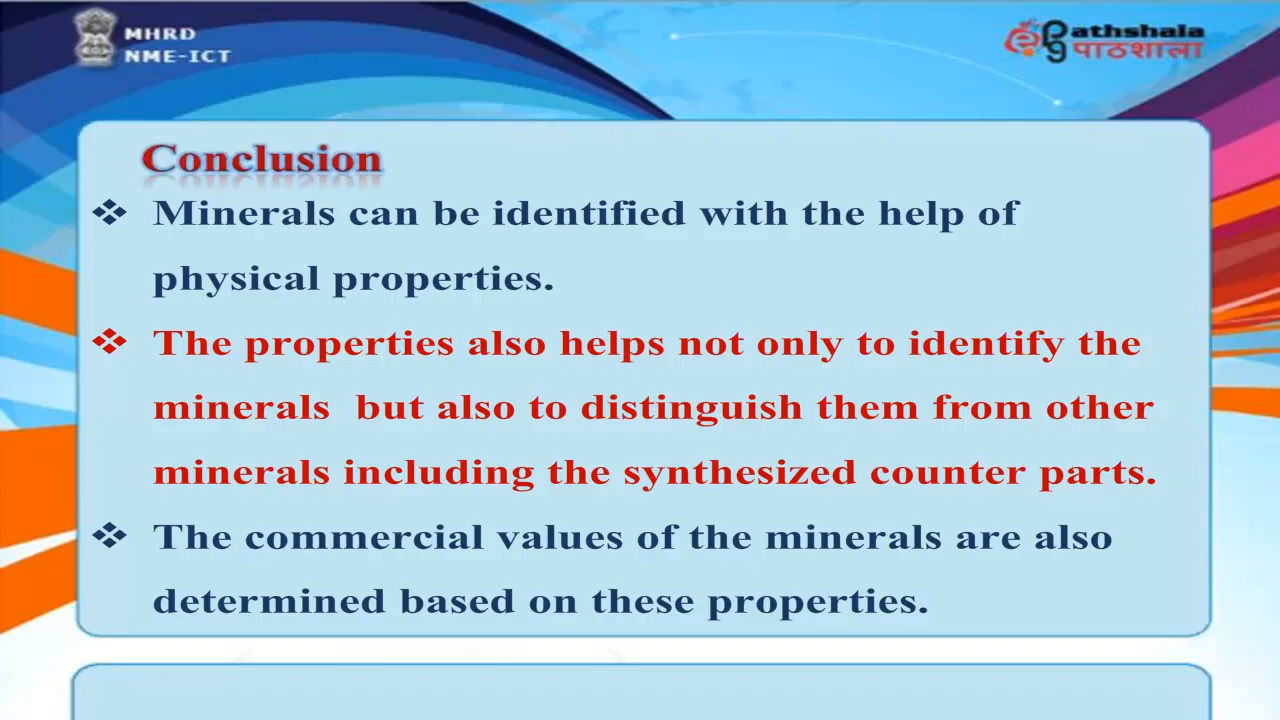 MHRD
NME-ICT
ePG athshala
पाठशाला
Conclusion
❖ Minerals can be identified with the help of
physical properties.
❖ The properties also helps not only to identify the
minerals but also to distinguish them from other
minerals including the synthesized counter parts.
❖ The commercial values of the minerals are also
determined based on these properties.